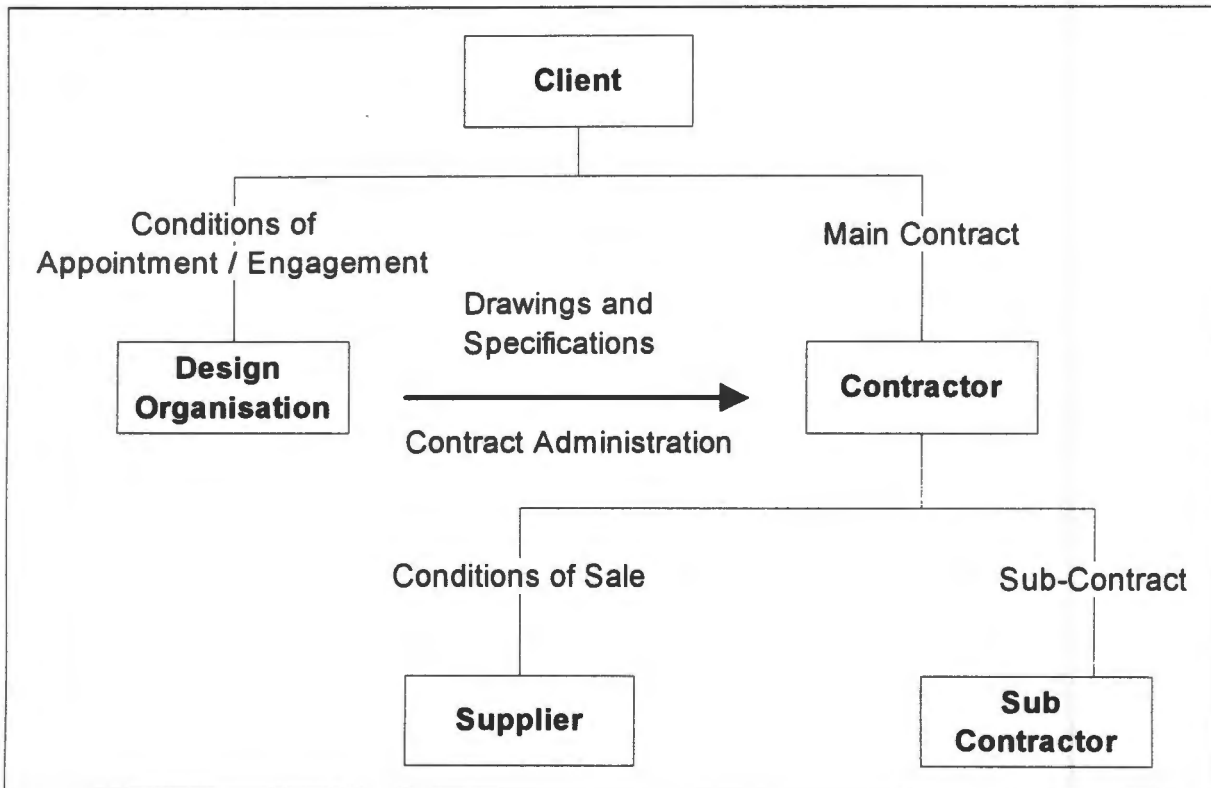 Client
Conditions of
Appointment / Engagement
Main Contract
Drawings and
Specifications
Design
Organisation
Contractor
Contract Administration
Conditions of Sale
Sub-Contract
Supplier
Sub
Contractor